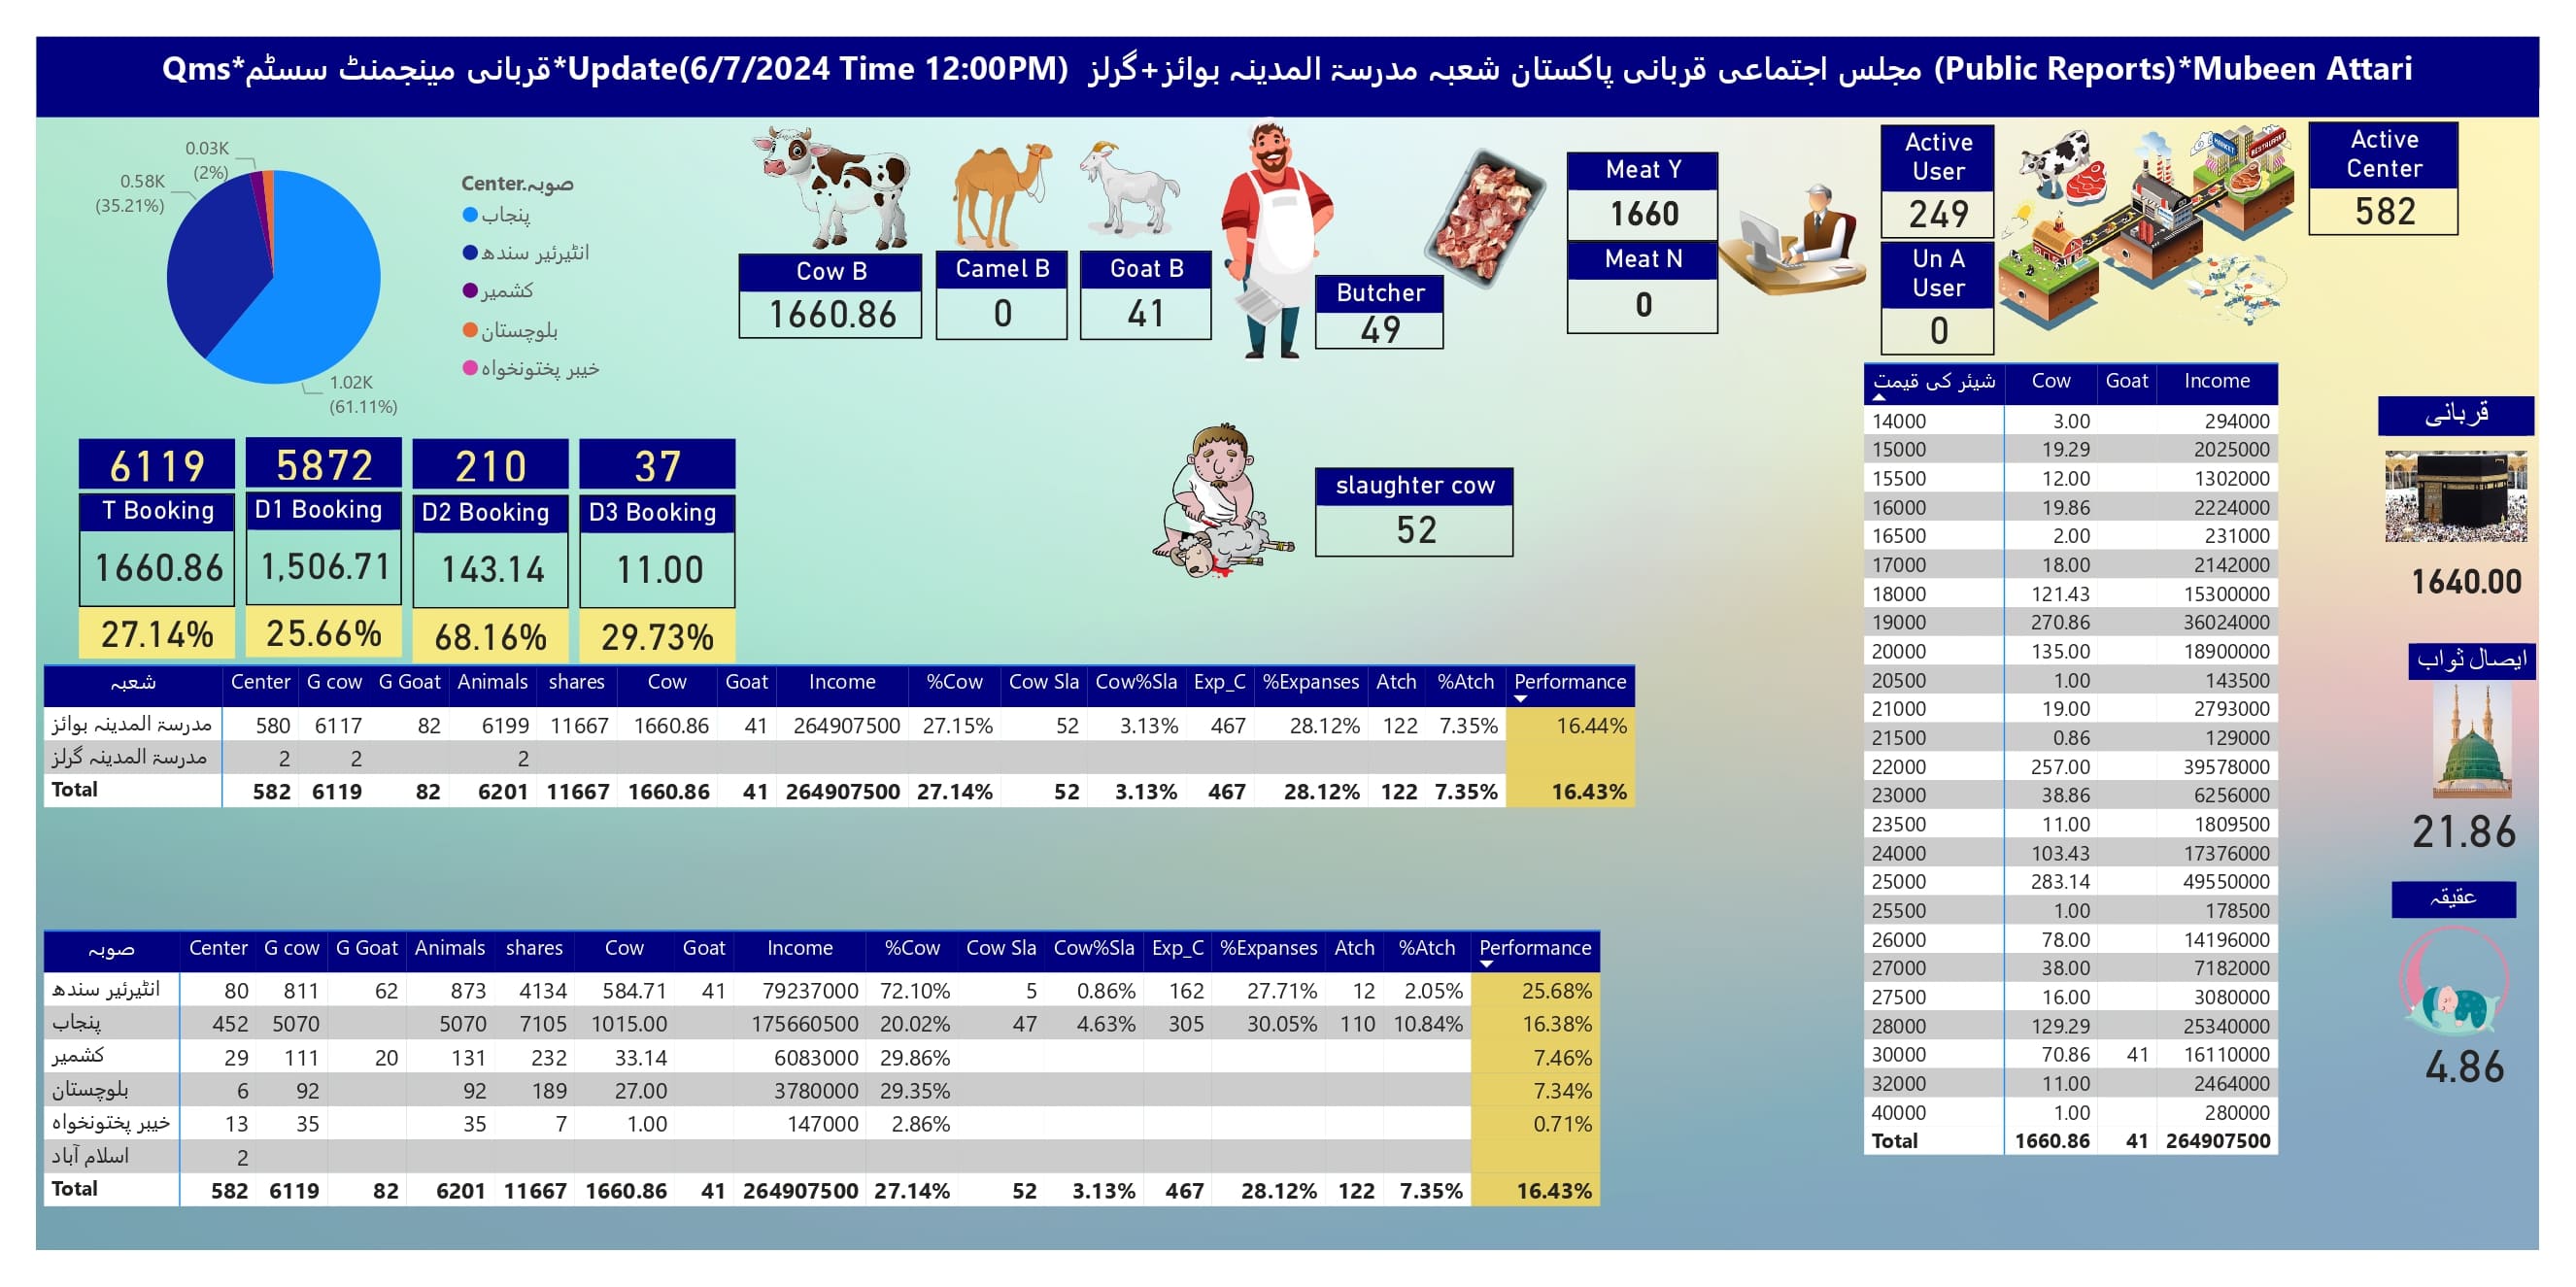 Qms*قربانی مینجمنٹ سسٹم*Update(6/7/2024 Time 12:00PM) مجلس اجتماعی قربانی پاکستان شعبہ مدرسۃ المدینہ بوائز+گرلز (Public Reports)*Mubeen Attari
0.03K
(2%)
0.58K
(35.21%)
1.02K
(61.11%)
Center.صوبہ
پنجاب
انٹیرئیر سندھ
کشمیر
بلوچستان
خیبر پختونخواہ
Cow B
1660.86
Camel B
0
Goat B
41
Butcher
49
Meat Y
1660
Meat N
0
Active
User
249
Un A
User
0
MARKET
RESTAURANT
Active
Center
582
6119 5872 210 37
T Booking D1 Booking D2 Booking D3 Booking
1660.86 1,506.71 143.14 11.00
27.14% 25.66% 68.16% 29.73%
slaughter cow
52
شعبہ Center G cow G Goat Animals shares Cow Goat Income %Cow Cow Sla Cow%Sla Exp_C %Expanses Atch %Atch Performance
مدرسۃ المدینہ بوائز 580 6117 82 6199 11667 1660.86 41 264907500 27.15% 52 3.13% 467 28.12% 122 7.35% 16.44%
مدرسۃ المدینہ گرلز 2 2 2
Total 582 6119 82 6201 11667 1660.86 41 264907500 27.14% 52 3.13% 467 28.12% 122 7.35% 16.43%
صوبہ Center G cow G Goat Animals shares Cow Goat Income %Cow Cow Sla Cow%Sla Exp_C %Expanses Atch %Atch Performance
انٹیرئیر سندھ 80 811 62 873 4134 584.71 41 79237000 72.10% 5 0.86% 162 27.71% 12 2.05% 25.68%
پنجاب 452 5070 5070 7105 1015.00 175660500 20.02% 47 4.63% 305 30.05% 110 10.84% 16.38%
کشمیر 29 111 20 131 232 33.14 6083000 29.86% 7.46%
بلوچستان 6 92 92 189 27.00 3780000 29.35% 7.34%
خیبر پختونخواہ 13 35 35 7 1.00 147000 2.86% 0.71%
اسلام آباد 2
Total 582 6119 82 6201 11667 1660.86 41 264907500 27.14% 52 3.13% 467 28.12% 122 7.35% 16.43%
شیئر کی قیمت Cow Goat Income
14000 3.00 294000
15000 19.29 2025000
15500 12.00 1302000
16000 19.86 2224000
16500 2.00 231000
17000 18.00 2142000
18000 121.43 15300000
19000 270.86 36024000
20000 135.00 18900000
20500 1.00 143500
21000 19.00 2793000
21500 0.86 129000
22000 257.00 39578000
23000 38.86 6256000
23500 11.00 1809500
24000 103.43 17376000
25000 283.14 49550000
25500 1.00 178500
26000 78.00 14196000
27000 38.00 7182000
27500 16.00 3080000
28000 129.29 25340000
30000 70.86 41 16110000
32000 11.00 2464000
40000 1.00 280000
Total 1660.86 41 264907500
قربانی
1640.00
ایصال ثواب
21.86
عقیقہ
4.86